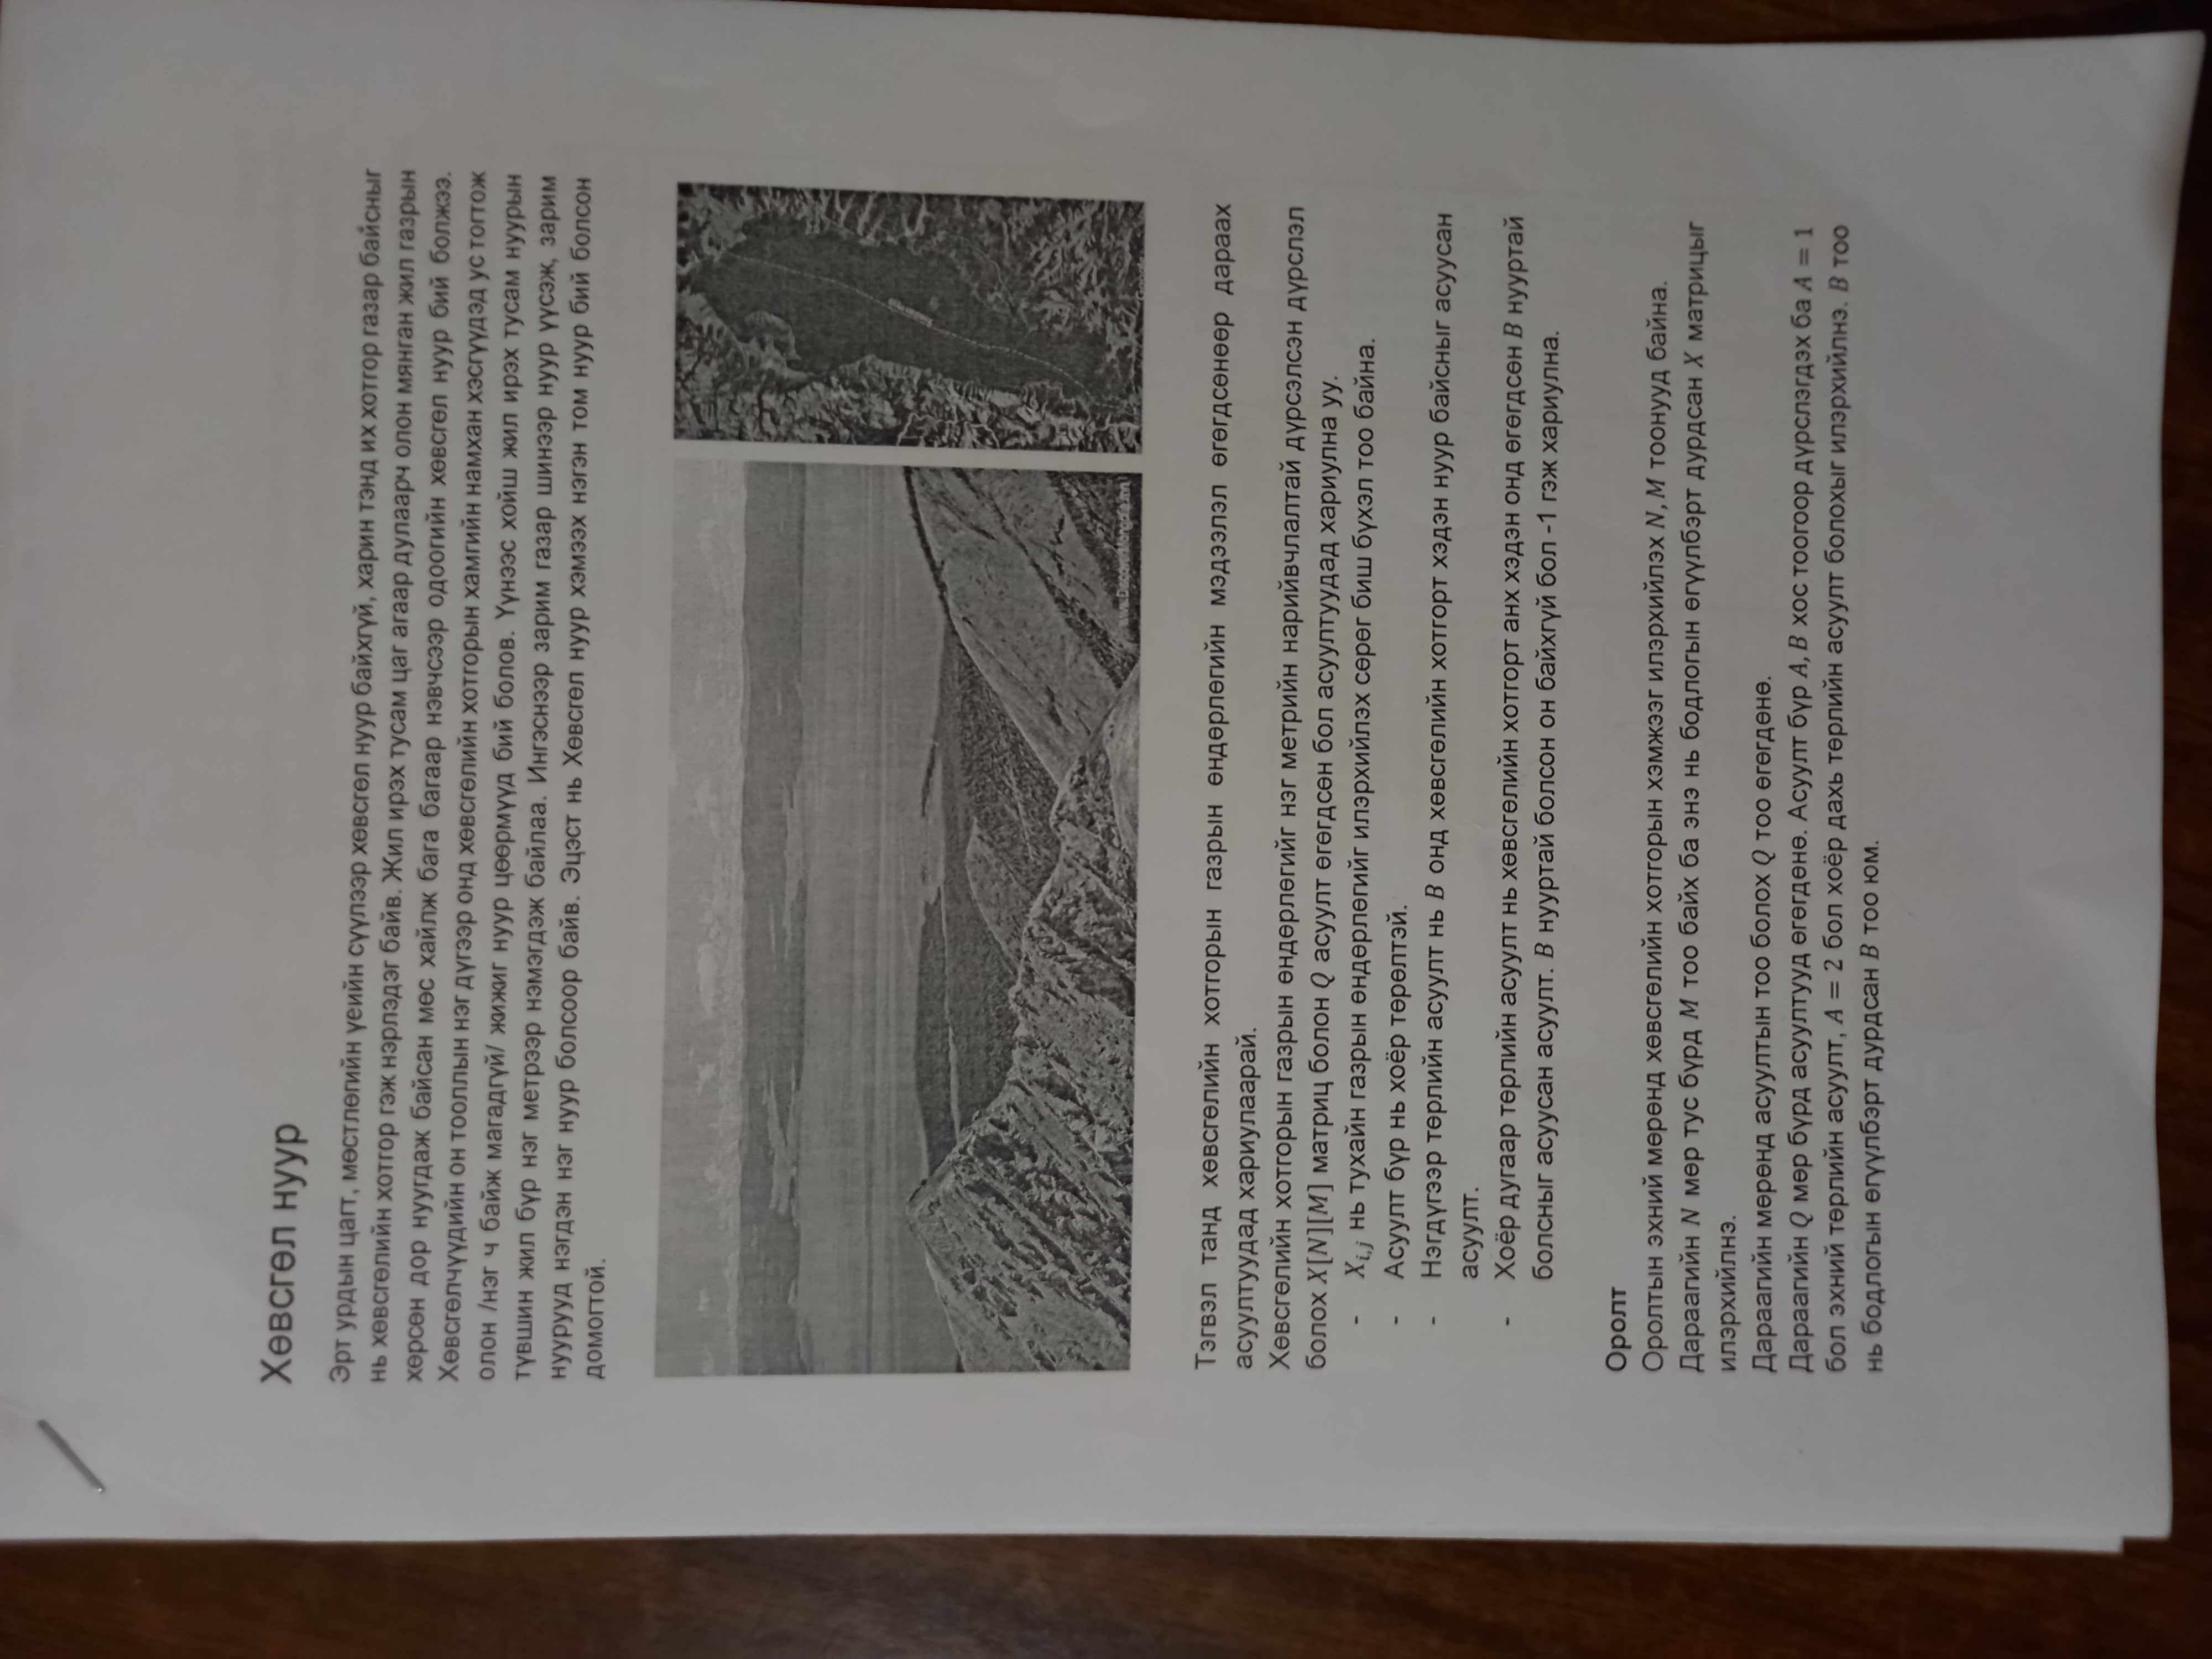 Хөвсгөл нуур
Эрт урдын цагт, мөстлөгийн үеийн сүүлээр хөвсгөл нуур байхгүй, харин тэнд их хотгор газар байсныг
нь хөвсгөлийн хотгор гэж нэрлэдэг байв. Жил ирэх тусам цаг агаар дулаарч олон мянган жил газрын
хөрсөн дор нуугдаж байсан мөс хайлж бага багаар нэвчсээр одоогийн хөвсгөл нуур бий болжээ.
Хөвсгөлчүүдийн он тооллын нэг дүгээр онд хөвсгөлийн хотгорын хамгийн намхан хэсгүүдэд ус тогтож
олон /нэг ч байж магадгүй/ жижиг нуур цөөрмүүд бий болов. Үүнээс хойш жил ирэх тусам нуурын
түвшин жил бүр нэг метрээр нэмэгдэж байлаа. Ингэснээр зарим газар шинээр нуур үүсэж, зарим
нуурууд нэгдэн нэг нуур болсоор байв. Эцэст нь Хөвсгөл нуур хэмээх нэгэн том нуур бий болсон
домогтой.
www.DiscoverMongolia.mn
Google
Тэгвэл танд хөвсгөлийн хотгорын газрын өндөрлөгийн мэдээлэл өгөгдсөнөөр дараах
асуултуудад хариулаарай.
Хөвсгөлийн хотгорын газрын өндөрлөгийг нэг метрийн нарийвчлалтай дүрсэлсэн дүрслэл
болох X[N][M] матриц болон Q асуулт өгөгдсөн бол асуултуудад хариулна уу.
- X_{i,j} нь тухайн газрын өндөрлөгийг илэрхийлэх сөрөг биш бүхэл тоо байна.
- Асуулт бүр нь хоёр төрөлтэй.
- Нэгдүгээр төрлийн асуулт нь B онд хөвсгөлийн хотгорт хэдэн нуур байсныг асуусан
асуулт.
- Хоёр дугаар төрлийн асуулт нь хөвсгөлийн хотгорт анх хэдэн онд өгөгдсөн B нууртай
болсныг асуусан асуулт. B нууртай болсон он байхгүй бол -1 гэж хариулна.
Оролт
Оролтын эхний мөрөнд хөвсгөлийн хотгорын хэмжээг илэрхийлэх N, M тоонууд байна.
Дараагийн N мөр тус бүрд M тоо байх ба энэ нь бодлогын өгүүлбэрт дурдсан X матрицыг
илэрхийлнэ.
Дараагийн мөрөнд асуултын тоо болох Q тоо өгөгдөнө.
Дараагийн Q мөр бүрд асуултууд өгөгдөнө. Асуулт бүр A, B хос тоогоор дүрслэгдэх ба A = 1
бол эхний төрлийн асуулт, A = 2 бол хоёр дахь төрлийн асуулт болохыг илэрхийлнэ. B тоо
нь бодлогын өгүүлбэрт дурдсан B тоо юм.